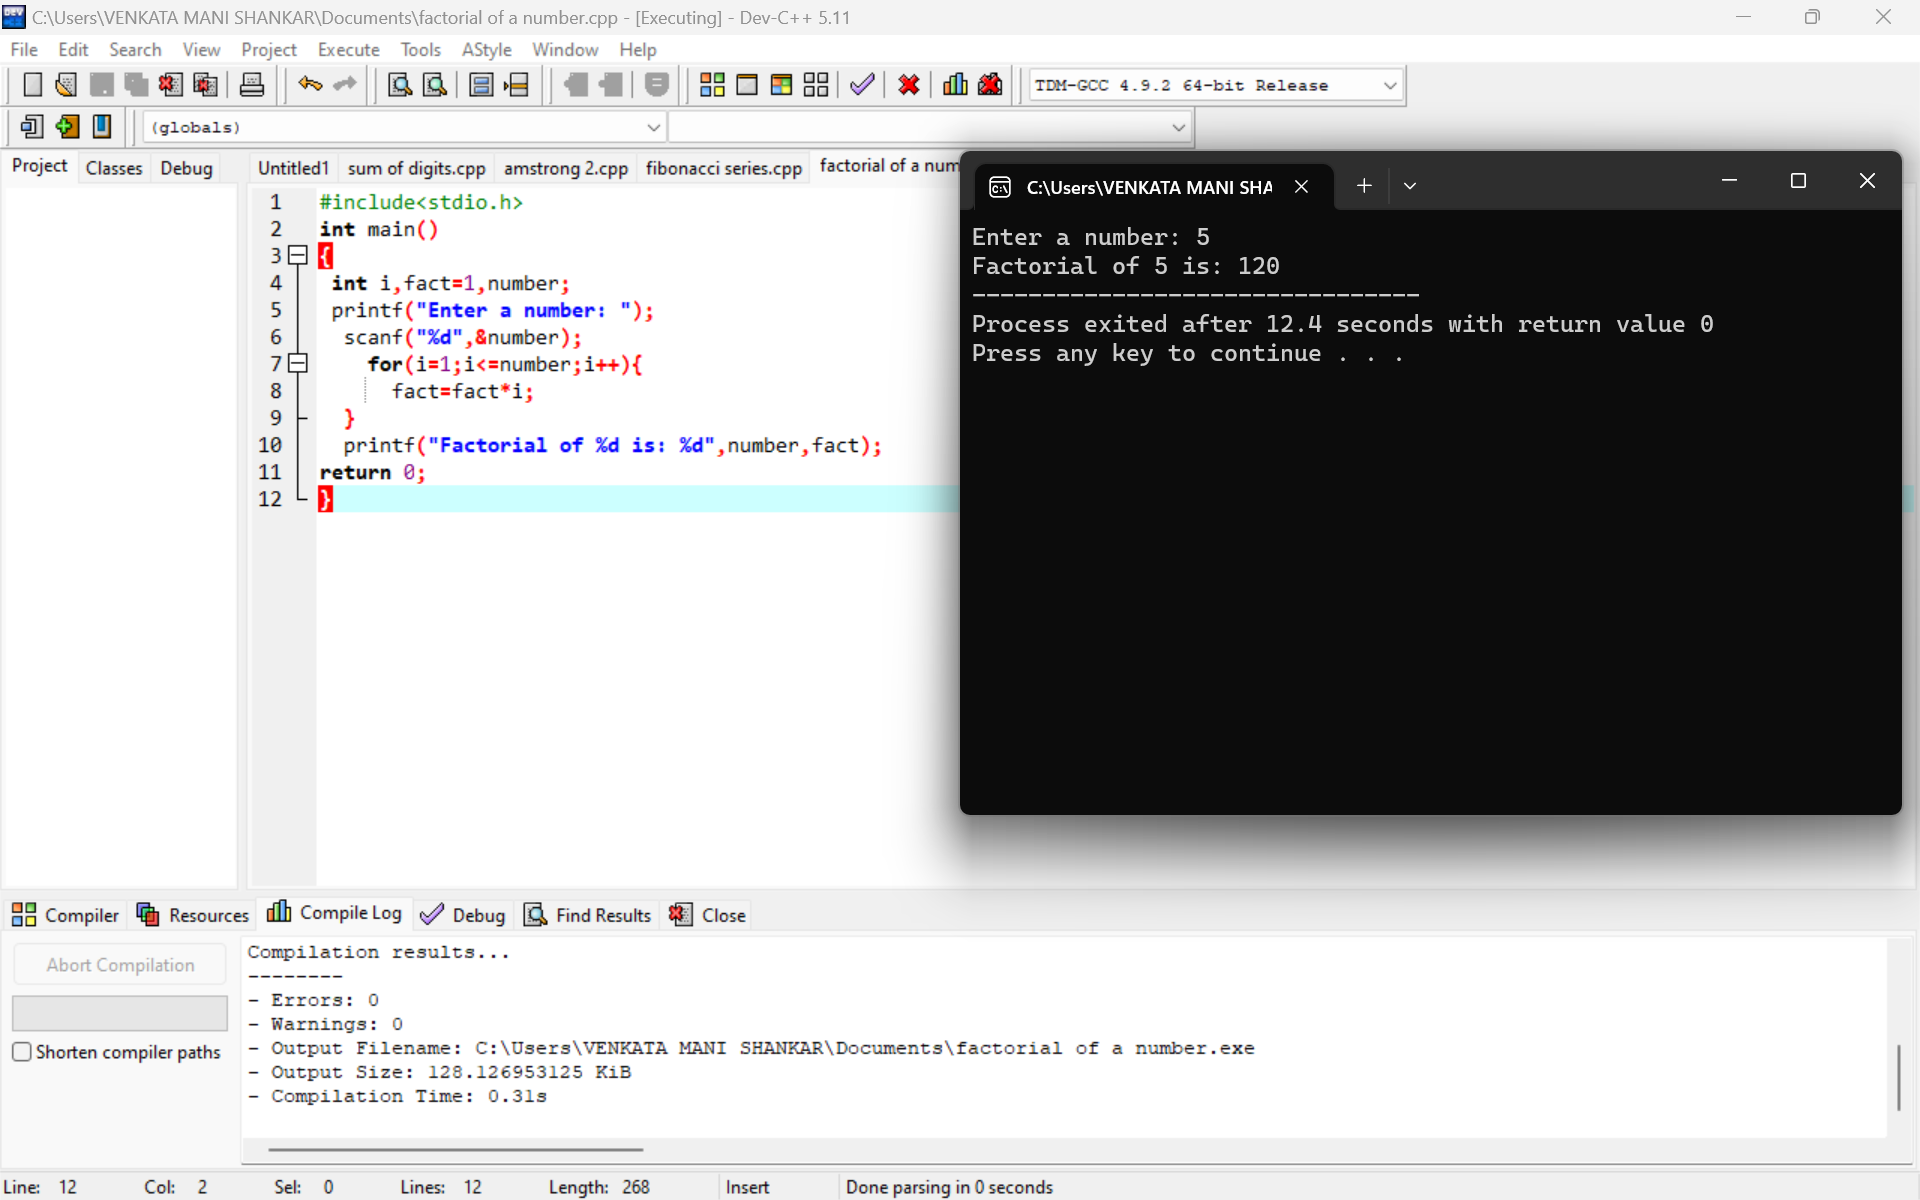 C:\Users\VENKATA MANI SHANKAR\Documents\factorial of a number.cpp - [Executing] - Dev-C++ 5.11
File Edit Search View Project Execute Tools AStyle Window Help
TDM-GCC 4.9.2 64-bit Release
(globals)
Project Classes Debug
Untitled1 sum of digits.cpp amstrong 2.cpp fibonacci series.cpp factorial of a num
1 #include<stdio.h>
2 int main()
3 {
4 int i,fact=1,number;
5 printf("Enter a number: ");
6 scanf("%d",&number);
7 for(i=1;i<=number;i++){
8 fact=fact*i;
9 }
10 printf("Factorial of %d is: %d",number,fact);
11 return 0;
12 }
C:\Users\VENKATA MANI SHA
Enter a number: 5
Factorial of 5 is: 120
--------------------------------
Process exited after 12.4 seconds with return value 0
Press any key to continue . . .
Compiler Resources Compile Log Debug Find Results Close
Abort Compilation
Shorten compiler paths
Compilation results...
--------
- Errors: 0
- Warnings: 0
- Output Filename: C:\Users\VENKATA MANI SHANKAR\Documents\factorial of a number.exe
- Output Size: 128.126953125 KiB
- Compilation Time: 0.31s
Line: 12 Col: 2 Sel: 0 Lines: 12 Length: 268 Insert Done parsing in 0 seconds